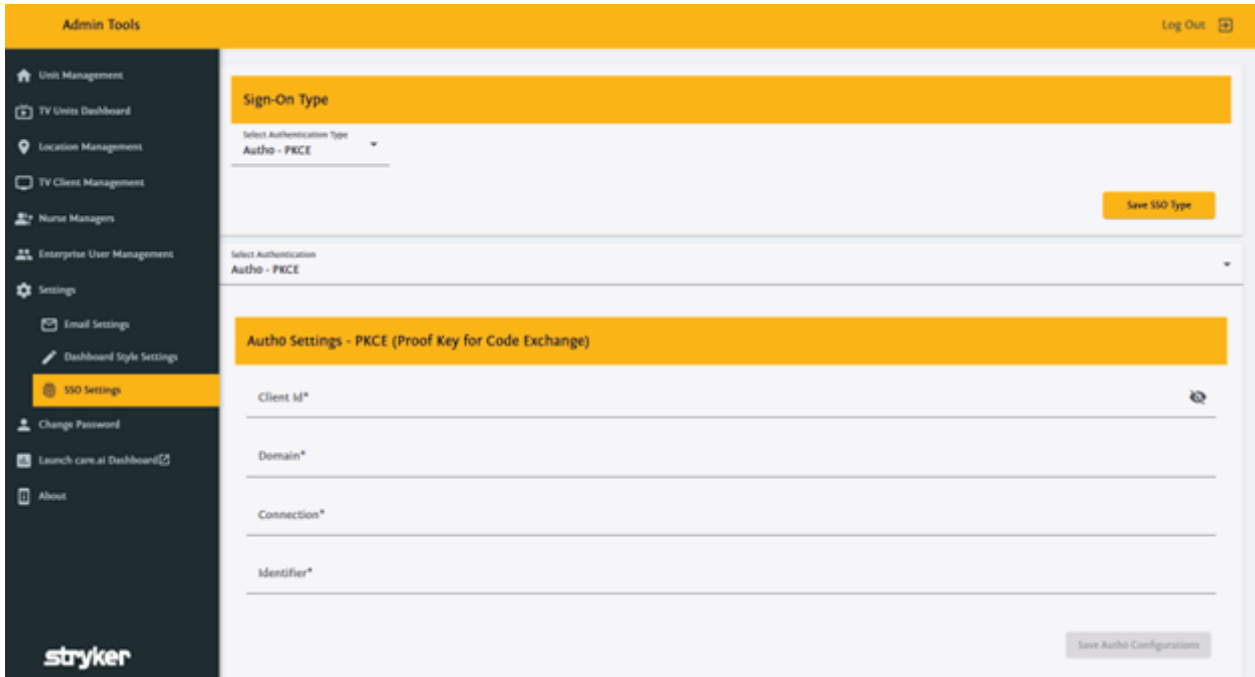 Admin Tools
Log Out
Unit Management
TV Units Dashboard
Location Management
TV Client Management
Nurse Managers
Enterprise User Management
Settings
Email Settings
Dashboard Style Settings
SSO Settings
Change Password
Launch care.ai Dashboard
About
stryker
Sign-On Type
Select Authentication Type
Auth0 - PKCE
Save SSO Type
Select Authentication
Auth0 - PKCE
Auth0 Settings - PKCE (Proof Key for Code Exchange)
Client Id*
Domain*
Connection*
Identifier*
Save Auth0 Configurations